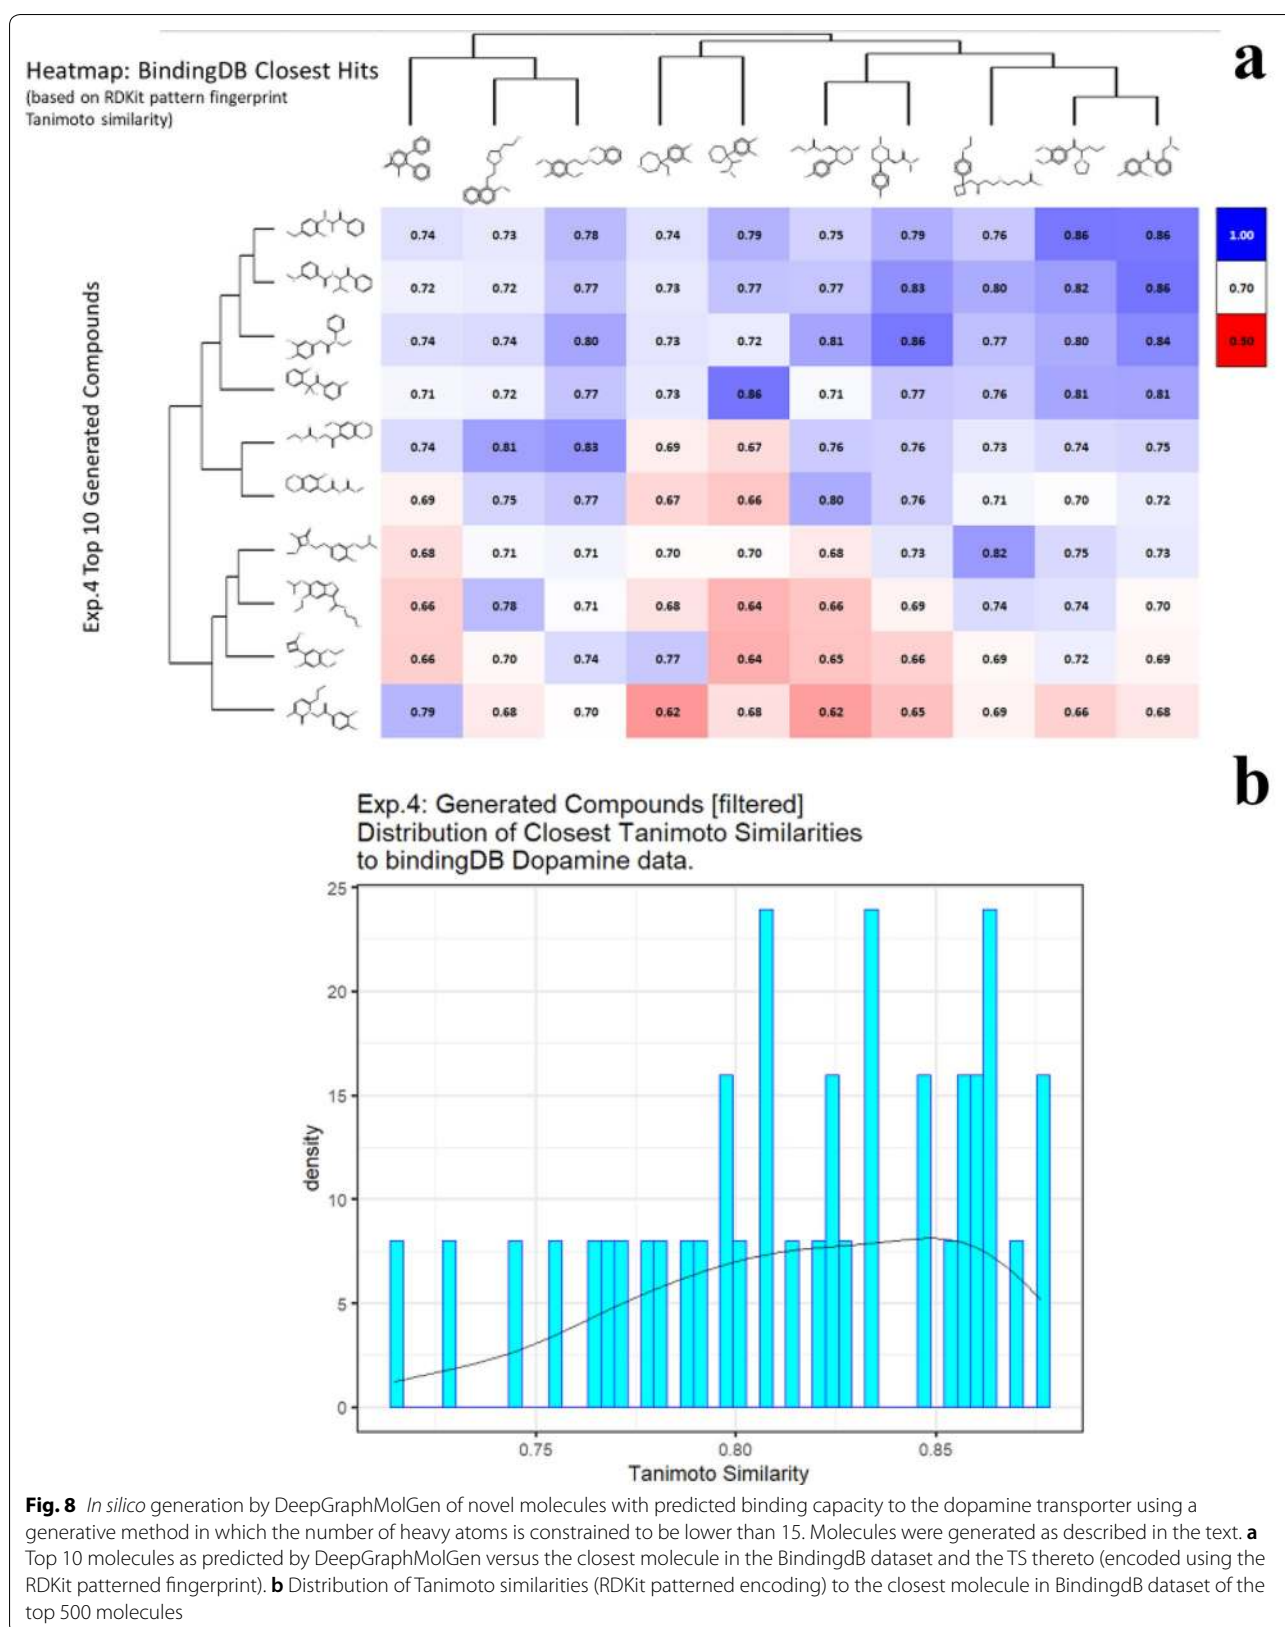 a
Heatmap: BindingDB Closest Hits
(based on RDKit pattern fingerprint
Tanimoto similarity)
Exp.4 Top 10 Generated Compounds
0.74 0.73 0.78 0.74 0.79 0.75 0.79 0.76 0.86 0.86
0.72 0.72 0.77 0.73 0.77 0.77 0.83 0.80 0.82 0.86
0.74 0.74 0.80 0.73 0.72 0.81 0.86 0.77 0.80 0.84
0.71 0.72 0.77 0.73 0.86 0.71 0.77 0.76 0.81 0.81
0.74 0.81 0.83 0.69 0.67 0.76 0.76 0.73 0.74 0.75
0.69 0.75 0.77 0.67 0.66 0.80 0.76 0.71 0.70 0.72
0.68 0.71 0.71 0.70 0.70 0.68 0.73 0.82 0.75 0.73
0.66 0.78 0.71 0.68 0.64 0.66 0.69 0.74 0.74 0.70
0.66 0.70 0.74 0.77 0.64 0.65 0.66 0.69 0.72 0.69
0.79 0.68 0.70 0.62 0.68 0.62 0.65 0.69 0.66 0.68
1.00
0.70
0.50
b
Exp.4: Generated Compounds [filtered]
Distribution of Closest Tanimoto Similarities
to bindingDB Dopamine data.
25
20
15
10
5
0
density
0.75 0.80 0.85
Tanimoto Similarity
Fig. 8 In silico generation by DeepGraphMolGen of novel molecules with predicted binding capacity to the dopamine transporter using a
generative method in which the number of heavy atoms is constrained to be lower than 15. Molecules were generated as described in the text. a
Top 10 molecules as predicted by DeepGraphMolGen versus the closest molecule in the BindingdB dataset and the TS thereto (encoded using the
RDKit patterned fingerprint). b Distribution of Tanimoto similarities (RDKit patterned encoding) to the closest molecule in BindingdB dataset of the
top 500 molecules